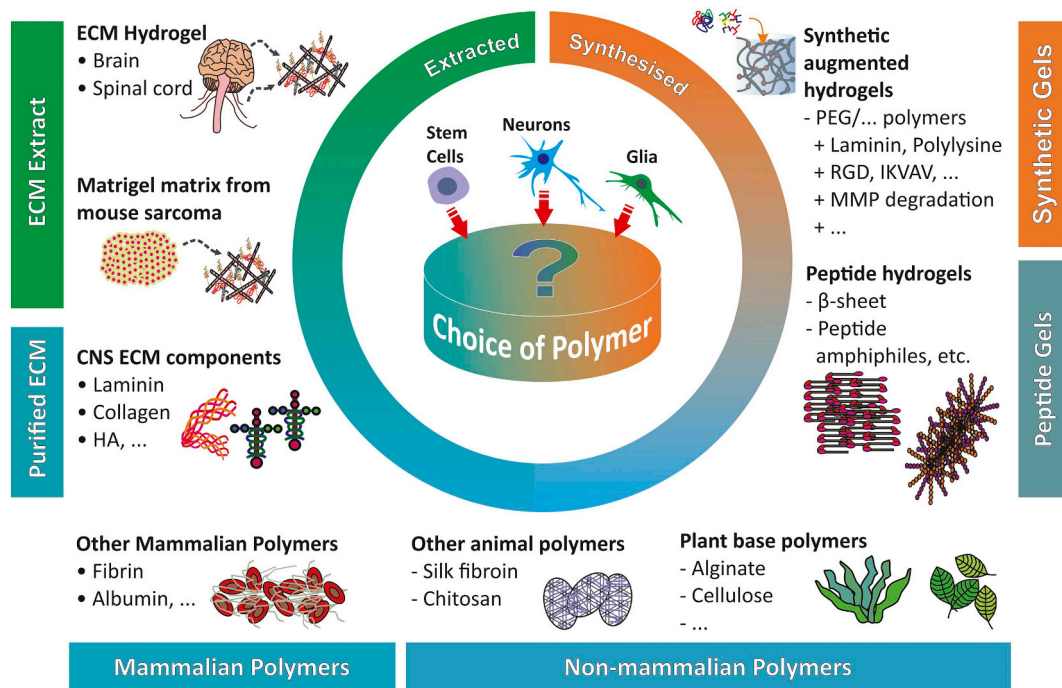 ECM Extract
ECM Hydrogel
• Brain
• Spinal cord
Matrigel matrix from
mouse sarcoma
Purified ECM
CNS ECM components
• Laminin
• Collagen
• HA, ...
Extracted
Synthesised
Stem
Cells
Neurons
Glia
?
Choice of Polymer
Synthetic
augmented
hydrogels
- PEG/... polymers
+ Laminin, Polylysine
+ RGD, IKVAV, ...
+ MMP degradation
+ ...
Synthetic Gels
Peptide hydrogels
- β-sheet
- Peptide
amphiphiles, etc.
Peptide Gels
Other Mammalian Polymers
• Fibrin
• Albumin, ...
Other animal polymers
- Silk fibroin
- Chitosan
Plant base polymers
- Alginate
- Cellulose
- ...
Mammalian Polymers
Non-mammalian Polymers